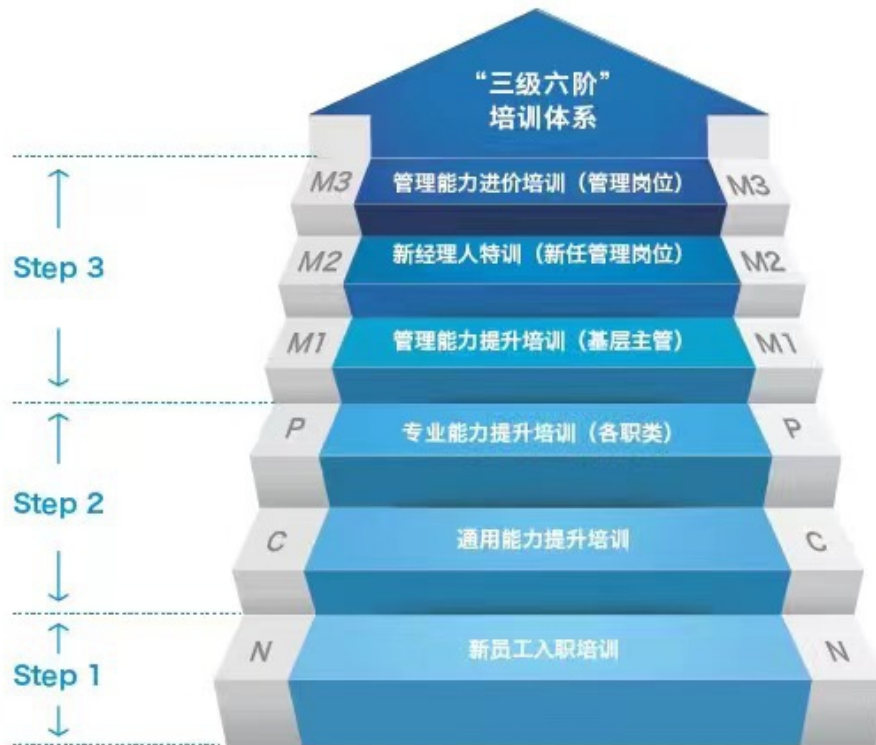 “三级六阶”
培训体系
M3 管理能力进价培训（管理岗位） M3
Step 3
M2 新经理人特训（新任管理岗位） M2
M1 管理能力提升培训（基层主管） M1
P 专业能力提升培训（各职类） P
Step 2
C 通用能力提升培训 C
N 新员工入职培训 N
Step 1